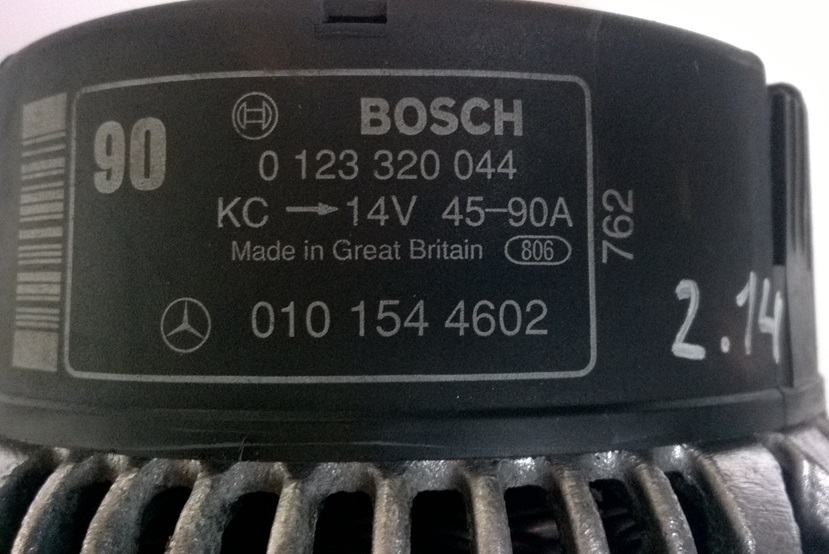 90
BOSCH
0 123 320 044
KC → 14V 45-90A
Made in Great Britain 806
010 154 4602
762
2.14